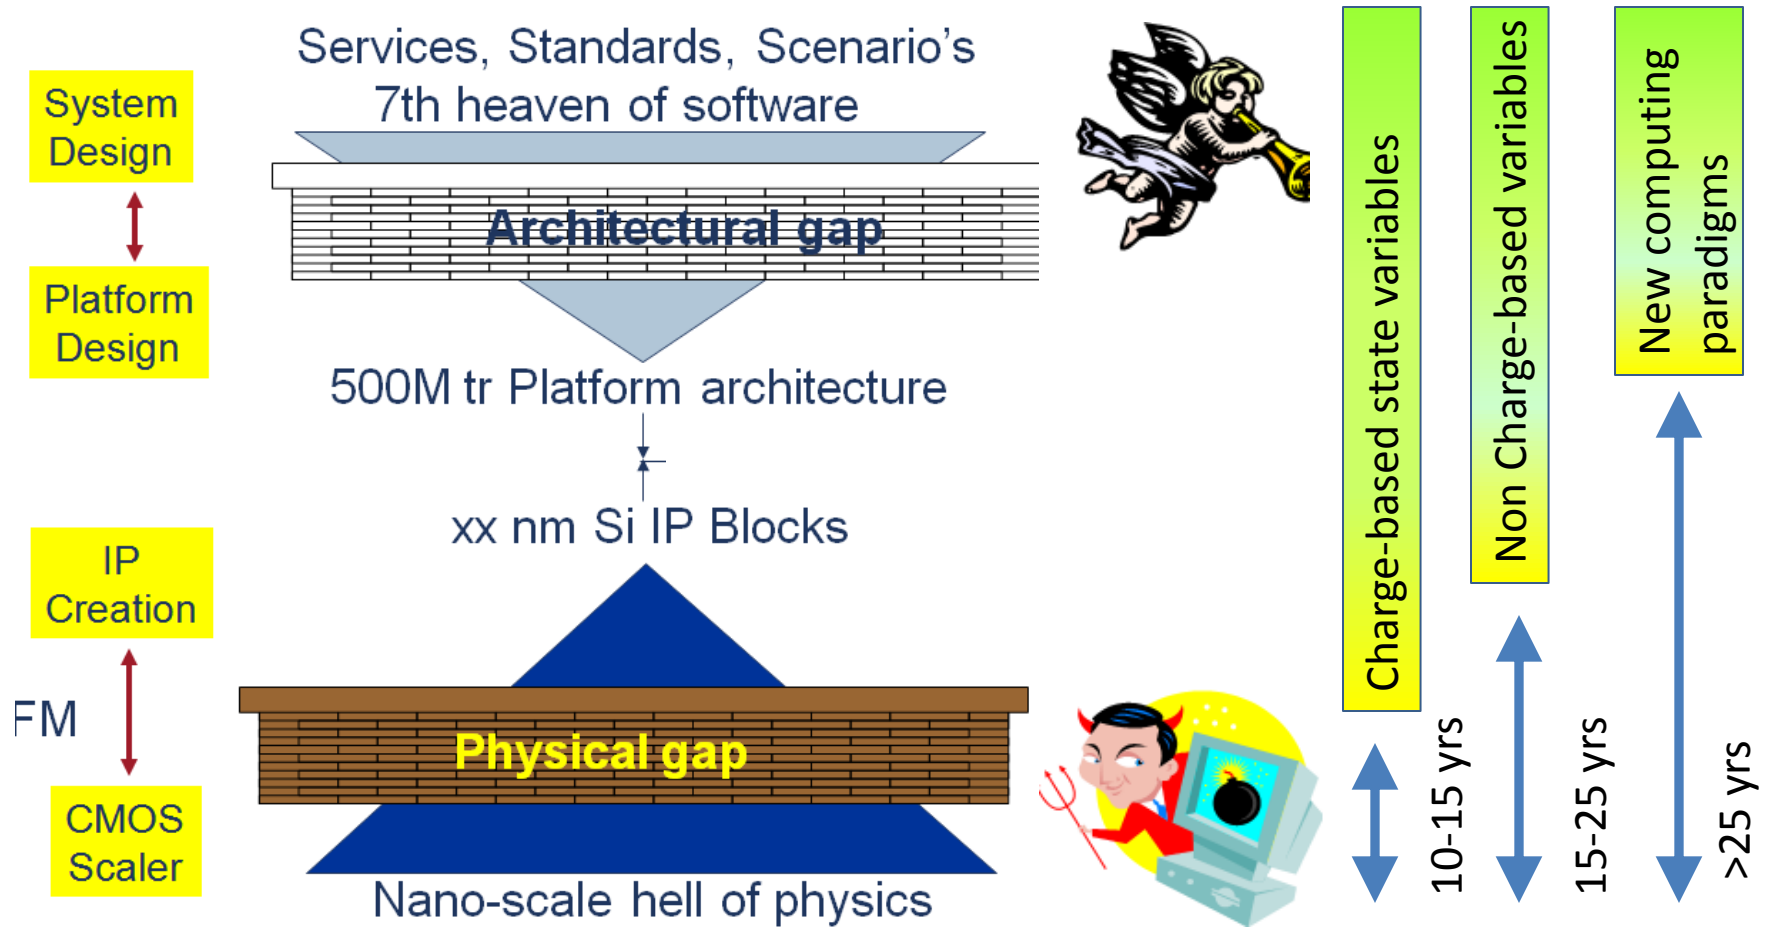 Services, Standards, Scenario's
7th heaven of software
System
Design
Architectural gap
Platform
Design
500M tr Platform architecture
xx nm Si IP Blocks
IP
Creation
FM
Physical gap
CMOS
Scaler
Nano-scale hell of physics
Charge-based state variables
Non Charge-based variables
New computing
paradigms
10-15 yrs
15-25 yrs
>25 yrs